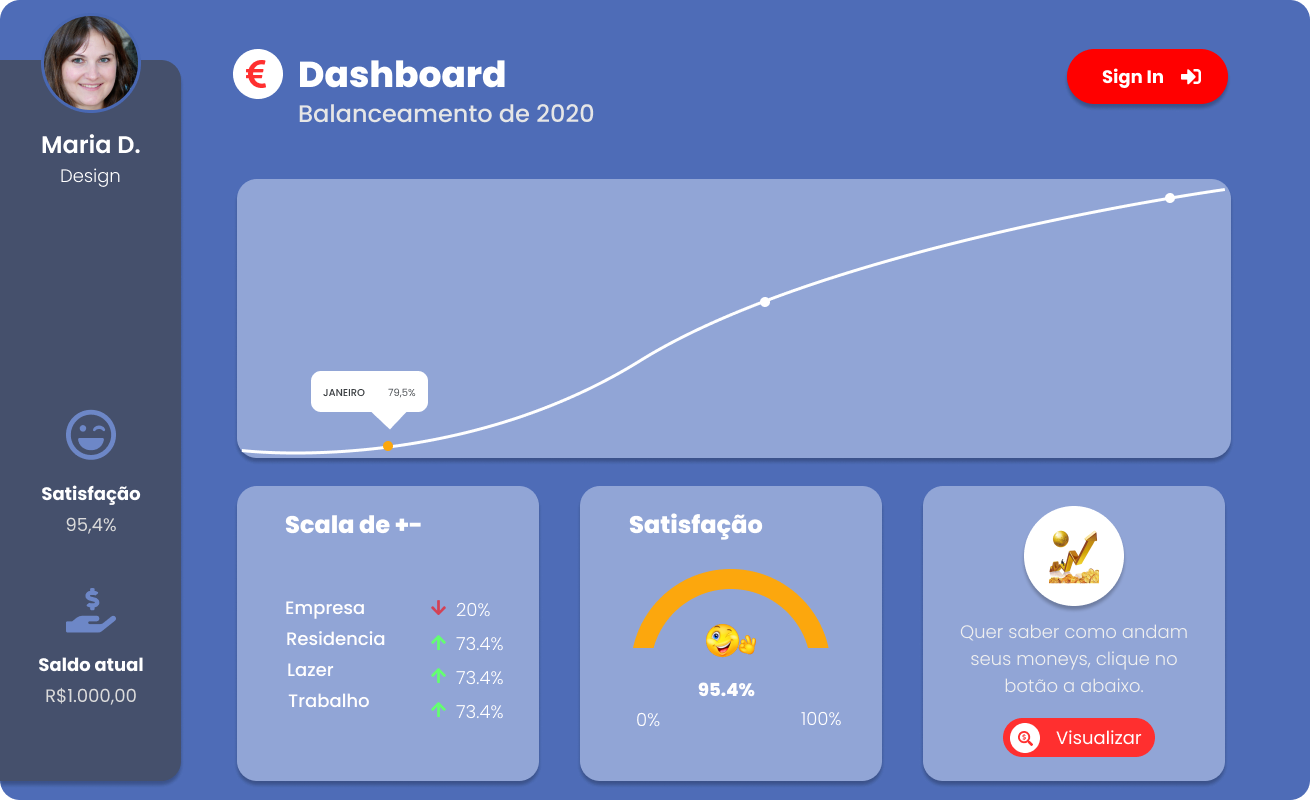 Maria D.
Design
Satisfação
95,4%
Saldo atual
R$1.000,00
€ Dashboard
Balanceamento de 2020
Sign In
JANEIRO 79,5%
Scala de +-
Empresa 20%
Residencia 73.4%
Lazer 73.4%
Trabalho 73.4%
Satisfação
95.4%
0% 100%
Quer saber como andam
seus moneys, clique no
botão a abaixo.
Visualizar